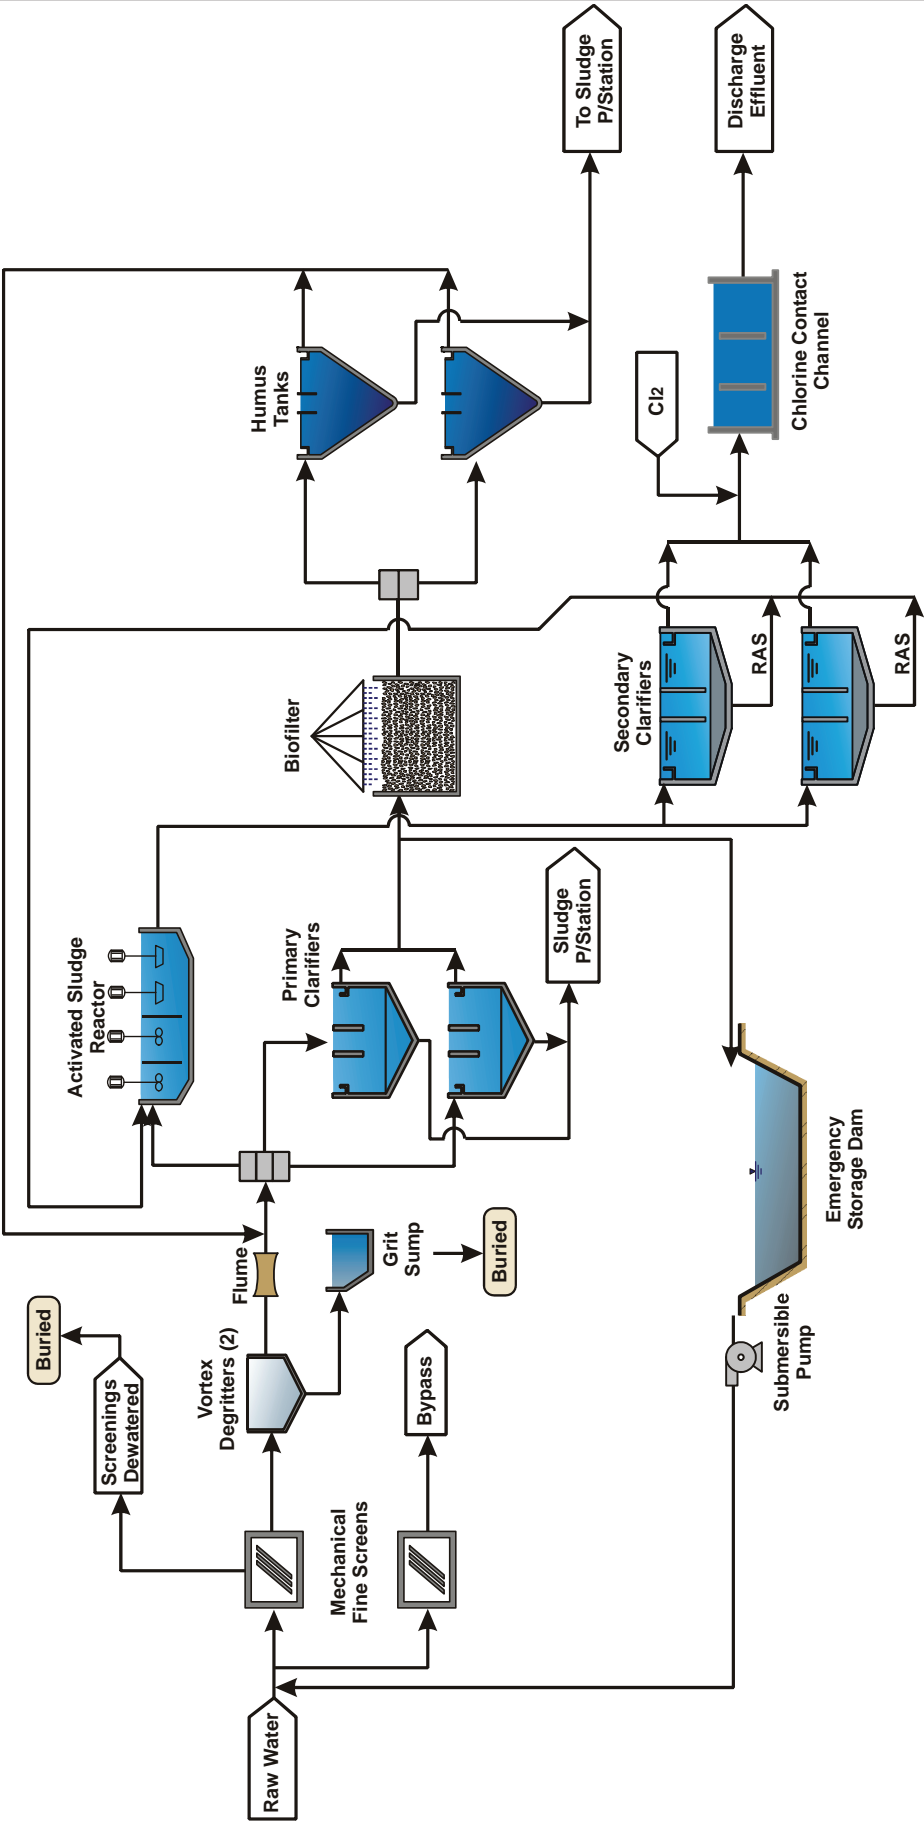 Raw Water
Screenings
Dewatered
Buried
Mechanical
Fine Screens
Bypass
Vortex
Degritters (2)
Flume
Grit
Sump
Buried
Activated Sludge
Reactor
Primary
Clarifiers
Sludge
P/Station
Biofilter
Humus
Tanks
To Sludge
P/Station
Secondary
Clarifiers
RAS
RAS
Cl2
Chlorine Contact
Channel
Discharge
Effluent
Emergency
Storage Dam
Submersible
Pump